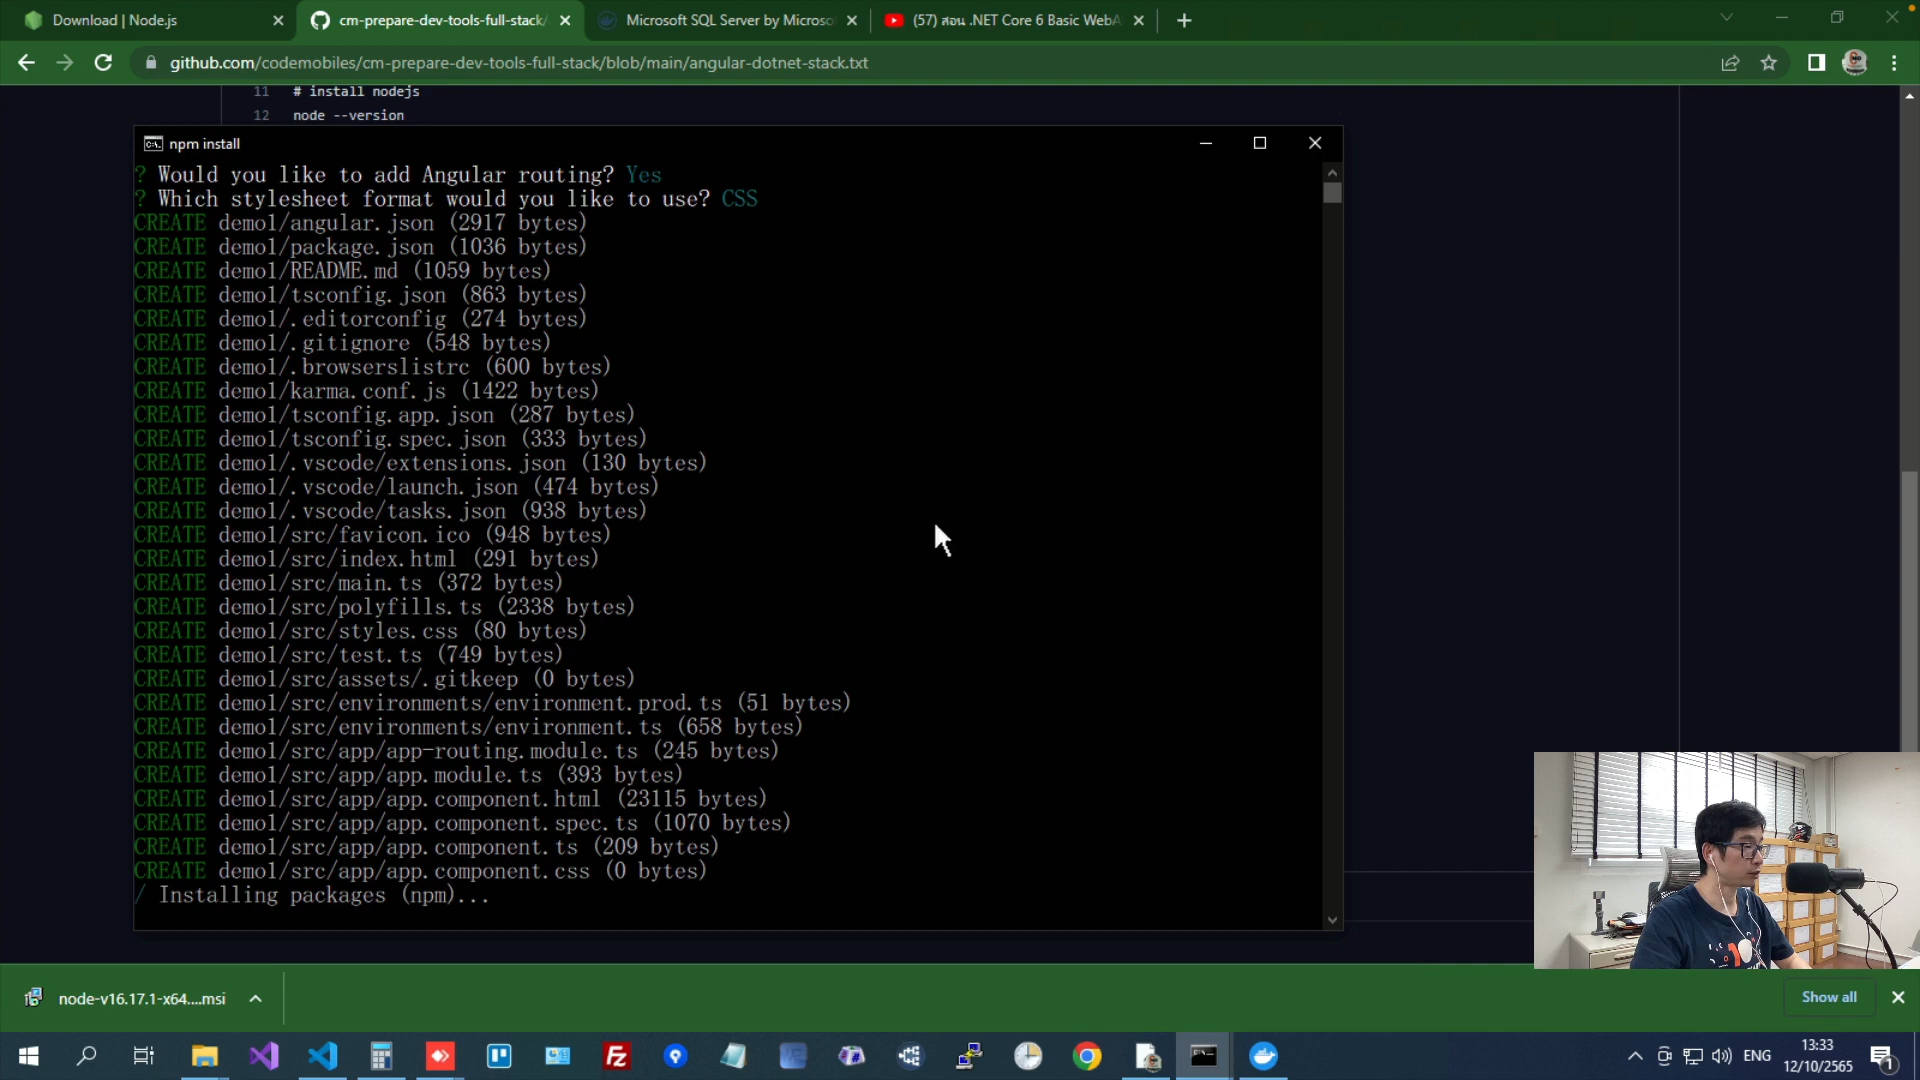 Download | Node.js
cm-prepare-dev-tools-full-stack/
Microsoft SQL Server by Microso
(57) สอน .NET Core 6 Basic WebA
github.com/codemobiles/cm-prepare-dev-tools-full-stack/blob/main/angular-dotnet-stack.txt
11 # install nodejs
12 node --version
npm install
? Would you like to add Angular routing? Yes
? Which stylesheet format would you like to use? CSS
CREATE demo1/angular.json (2917 bytes)
CREATE demo1/package.json (1036 bytes)
CREATE demo1/README.md (1059 bytes)
CREATE demo1/tsconfig.json (863 bytes)
CREATE demo1/.editorconfig (274 bytes)
CREATE demo1/.gitignore (548 bytes)
CREATE demo1/.browserslistrc (600 bytes)
CREATE demo1/karma.conf.js (1422 bytes)
CREATE demo1/tsconfig.app.json (287 bytes)
CREATE demo1/tsconfig.spec.json (333 bytes)
CREATE demo1/.vscode/extensions.json (130 bytes)
CREATE demo1/.vscode/launch.json (474 bytes)
CREATE demo1/.vscode/tasks.json (938 bytes)
CREATE demo1/src/favicon.ico (948 bytes)
CREATE demo1/src/index.html (291 bytes)
CREATE demo1/src/main.ts (372 bytes)
CREATE demo1/src/polyfills.ts (2338 bytes)
CREATE demo1/src/styles.css (80 bytes)
CREATE demo1/src/test.ts (749 bytes)
CREATE demo1/src/assets/.gitkeep (0 bytes)
CREATE demo1/src/environments/environment.prod.ts (51 bytes)
CREATE demo1/src/environments/environment.ts (658 bytes)
CREATE demo1/src/app/app-routing.module.ts (245 bytes)
CREATE demo1/src/app/app.module.ts (393 bytes)
CREATE demo1/src/app/app.component.html (23115 bytes)
CREATE demo1/src/app/app.component.spec.ts (1070 bytes)
CREATE demo1/src/app/app.component.ts (209 bytes)
CREATE demo1/src/app/app.component.css (0 bytes)
/ Installing packages (npm)...
node-v16.17.1-x64....msi
Show all
ENG
13:33
12/10/2565
1